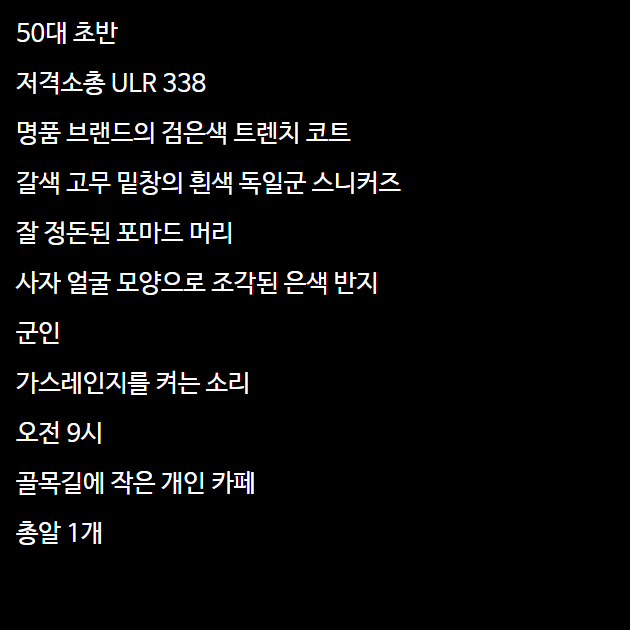 50대 초반
저격소총 ULR 338
명품 브랜드의 검은색 트렌치 코트
갈색 고무 밑창의 흰색 독일군 스니커즈
잘 정돈된 포마드 머리
사자 얼굴 모양으로 조각된 은색 반지
군인
가스레인지를 켜는 소리
오전 9시
골목길에 작은 개인 카페
총알 1개